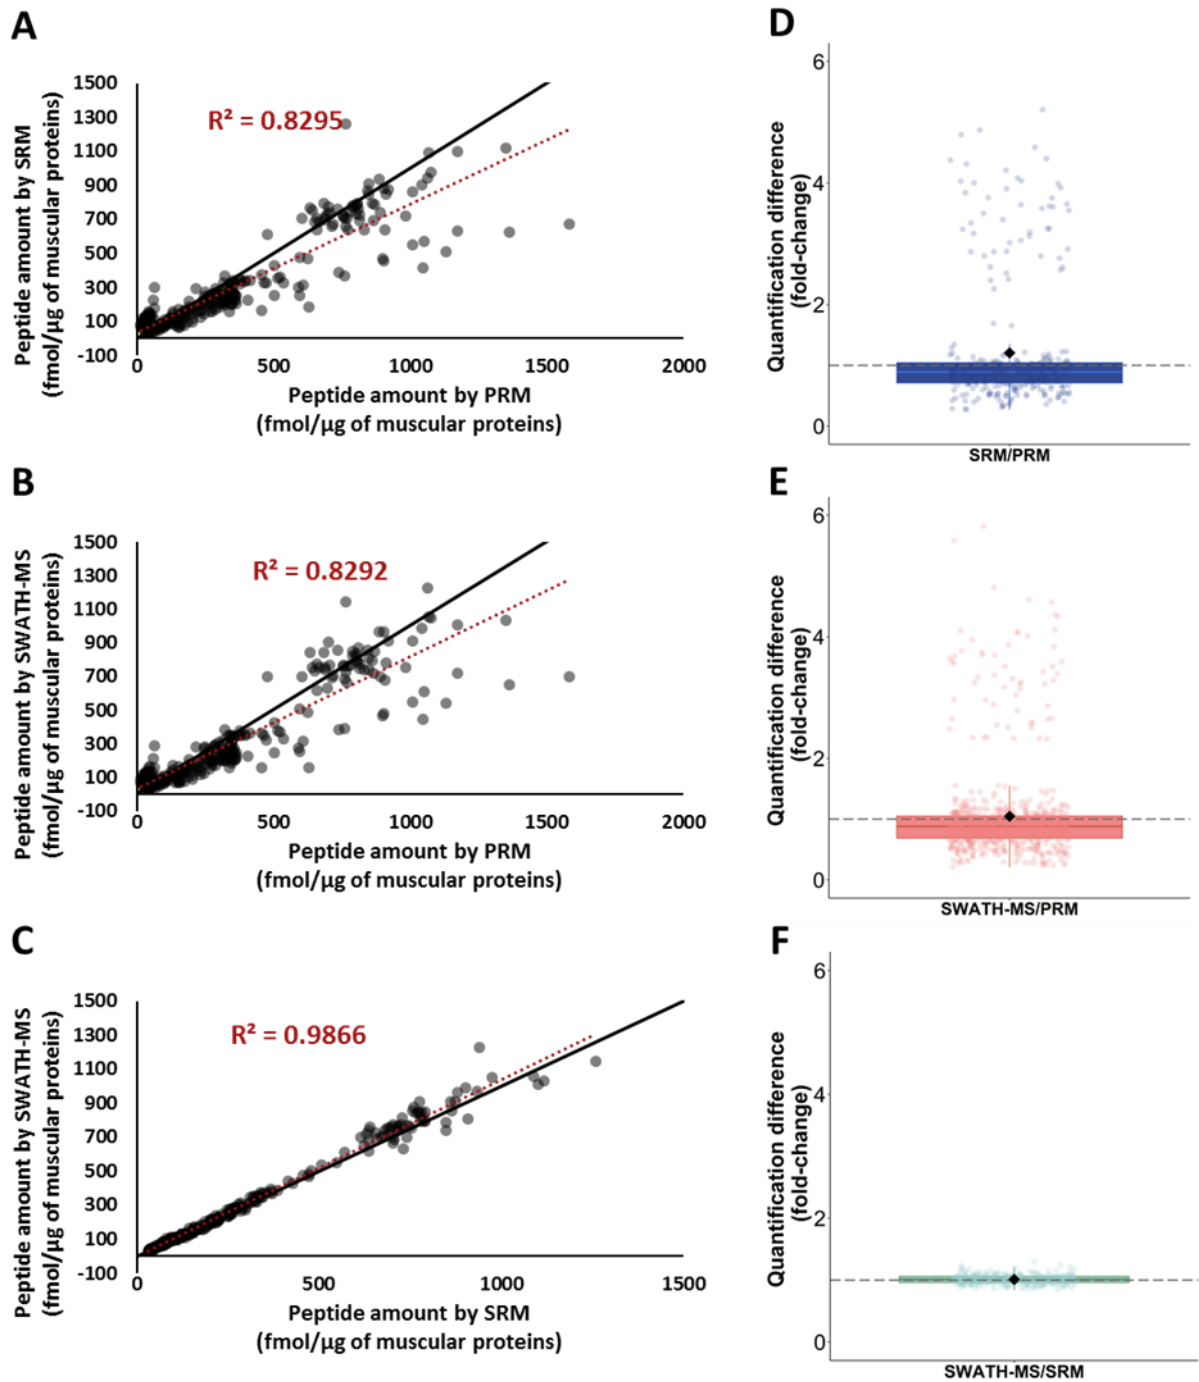 A
Peptide amount by SRM
(fmol/µg of muscular proteins)
1500
1300
1100
900
700
500
300
100
-100
R² = 0.8295
0 500 1000 1500 2000
Peptide amount by PRM
(fmol/µg of muscular proteins)
D
Quantification difference
(fold-change)
6
4
2
0
SRM/PRM
B
Peptide amount by SWATH-MS
(fmol/µg of muscular proteins)
1500
1300
1100
900
700
500
300
100
-100
R² = 0.8292
0 500 1000 1500 2000
Peptide amount by PRM
(fmol/µg of muscular proteins)
E
Quantification difference
(fold-change)
6
4
2
0
SWATH-MS/PRM
C
Peptide amount by SWATH-MS
(fmol/µg of muscular proteins)
1500
1300
1100
900
700
500
300
100
-100
R² = 0.9866
0 500 1000 1500
Peptide amount by SRM
(fmol/µg of muscular proteins)
F
Quantification difference
(fold-change)
6
4
2
0
SWATH-MS/SRM